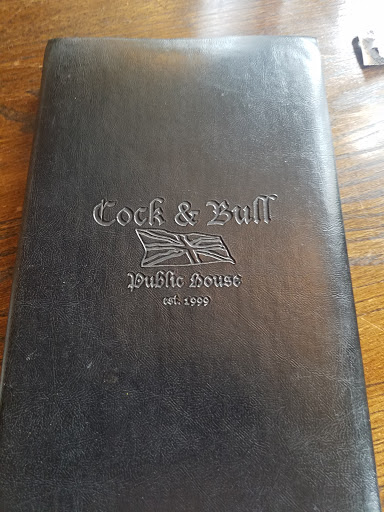 Cock & Bull
Public House
est. 1999